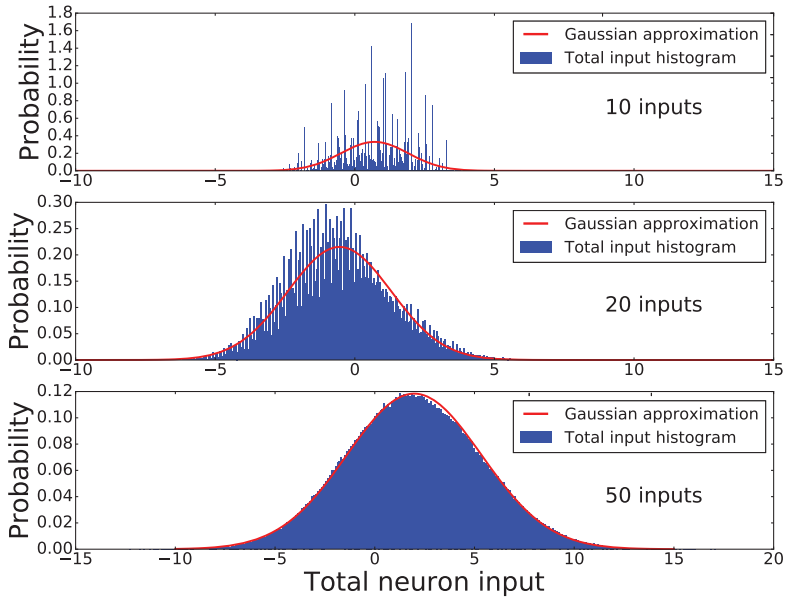 Probability
1.8
1.6
1.4
1.2
1.0
0.8
0.6
0.4
0.2
0.0
Gaussian approximation
Total input histogram
10 inputs
−10 −5 0 5 10 15
Probability
0.30
0.25
0.20
0.15
0.10
0.05
0.00
Gaussian approximation
Total input histogram
20 inputs
−10 −5 0 5 10 15
Probability
0.12
0.10
0.08
0.06
0.04
0.02
0.00
Gaussian approximation
Total input histogram
50 inputs
−15 −10 −5 0 5 10 15 20
Total neuron input